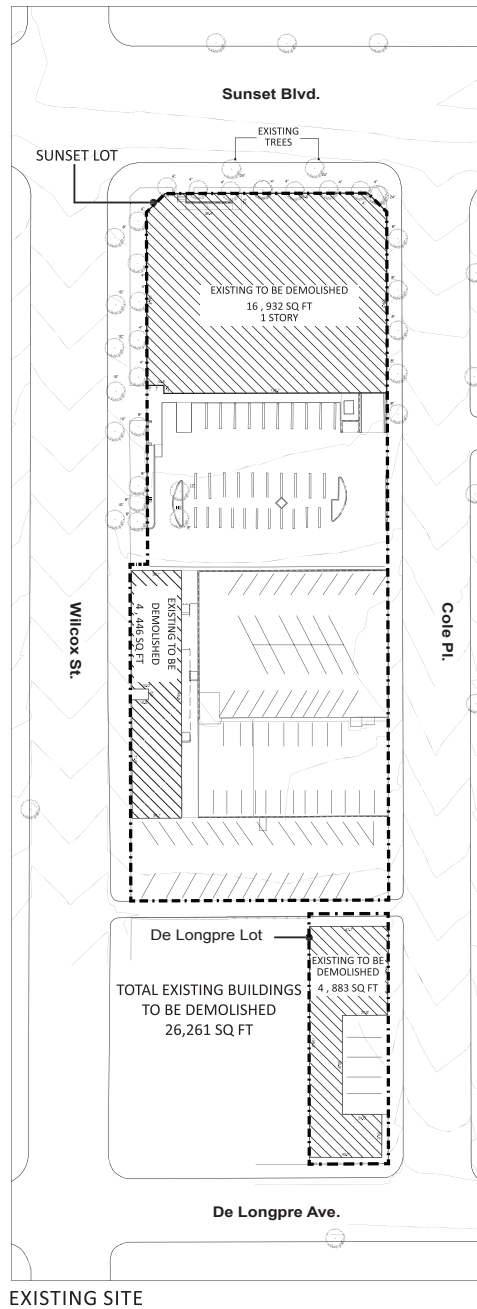 Sunset Blvd.
EXISTING
TREES
SUNSET LOT
EXISTING TO BE DEMOLISHED
16 , 932 SQ FT
1 STORY
EXISTING TO BE
DEMOLISHED
4 , 446 SQ FT
Wilcox St.
Cole Pl.
De Longpre Lot
EXISTING TO BE
DEMOLISHED
4 , 883 SQ FT
TOTAL EXISTING BUILDINGS
TO BE DEMOLISHED
26,261 SQ FT
De Longpre Ave.
EXISTING SITE